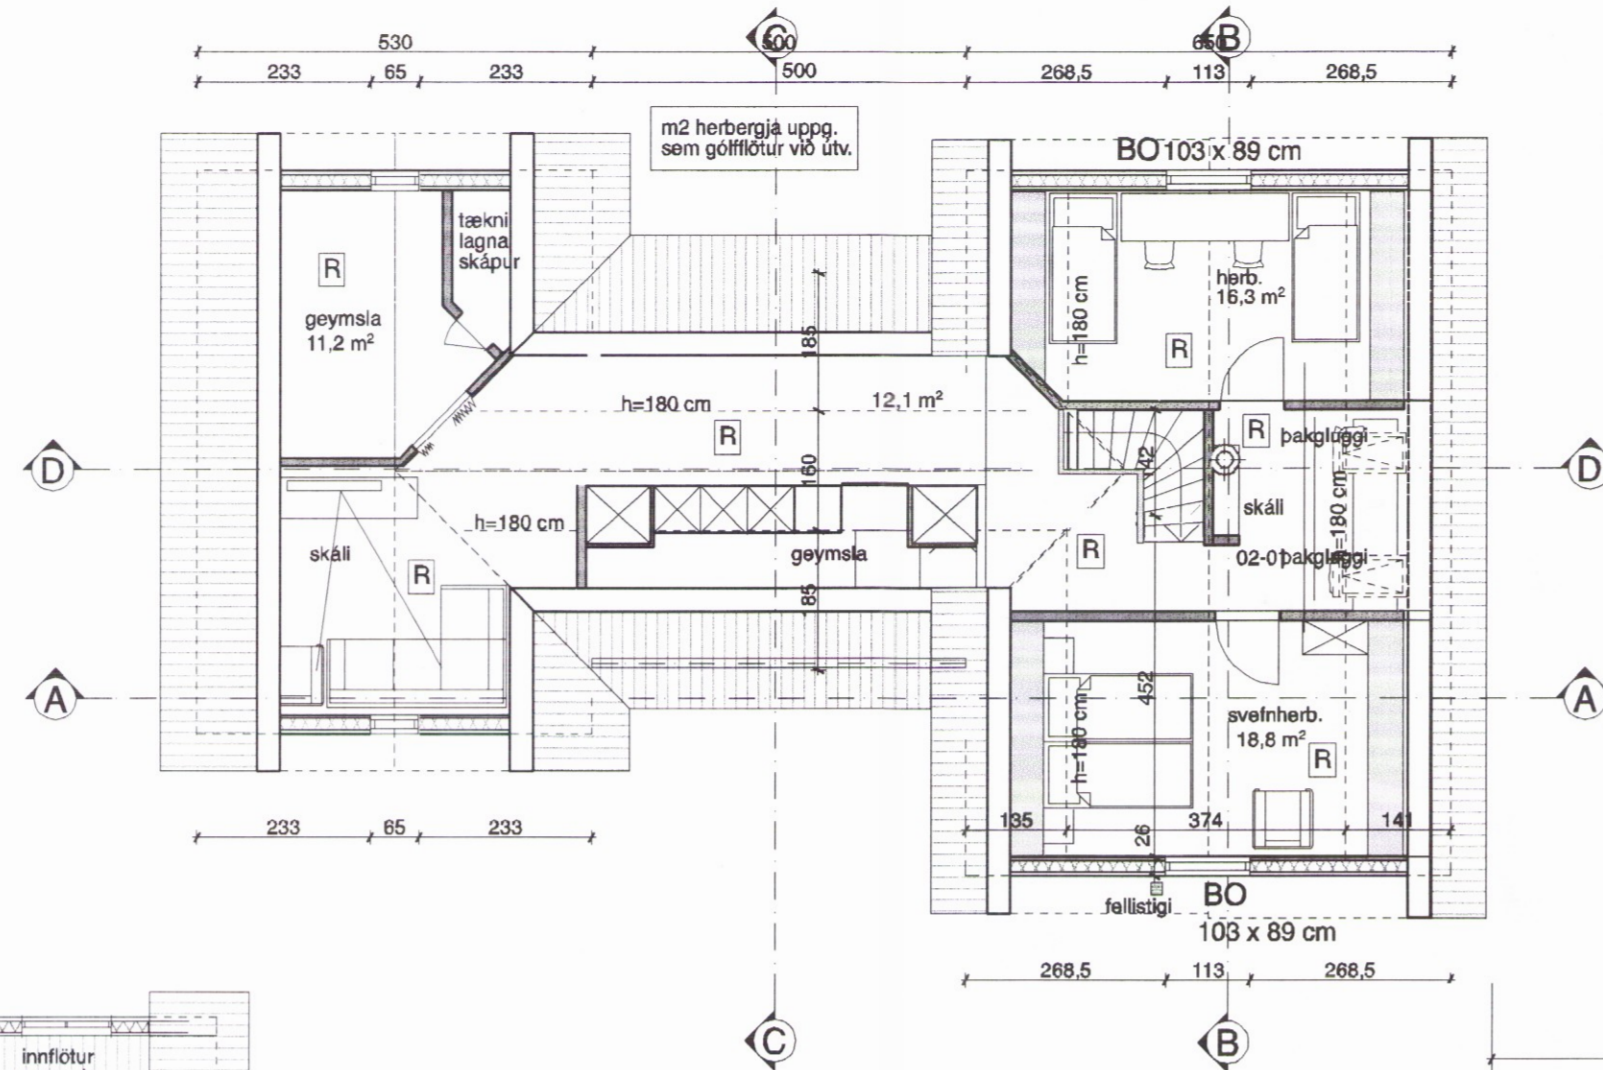 C
B
530
500
650
233
65
233
500
268,5
113
268,5
m2 herbergja uppg.
sem gólfflötur við útv.
BO 103 x 89 cm
tækni
lagna
skápur
R
geymsla
11,2 m²
185
h=180 cm
herb.
16,3 m²
R
h=180 cm
12,1 m²
R
R
þakgluggi
D
D
42
160
h=180 cm
skáli
h=180 cm
skáli
geymsla
R
02-01
þakgluggi
R
85
A
A
452
h=180 cm
svefnherb.
18,8 m²
R
233
65
233
135
374
141
26
fellistigi
BO
103 x 89 cm
268,5
113
268,5
C
B
innflötur